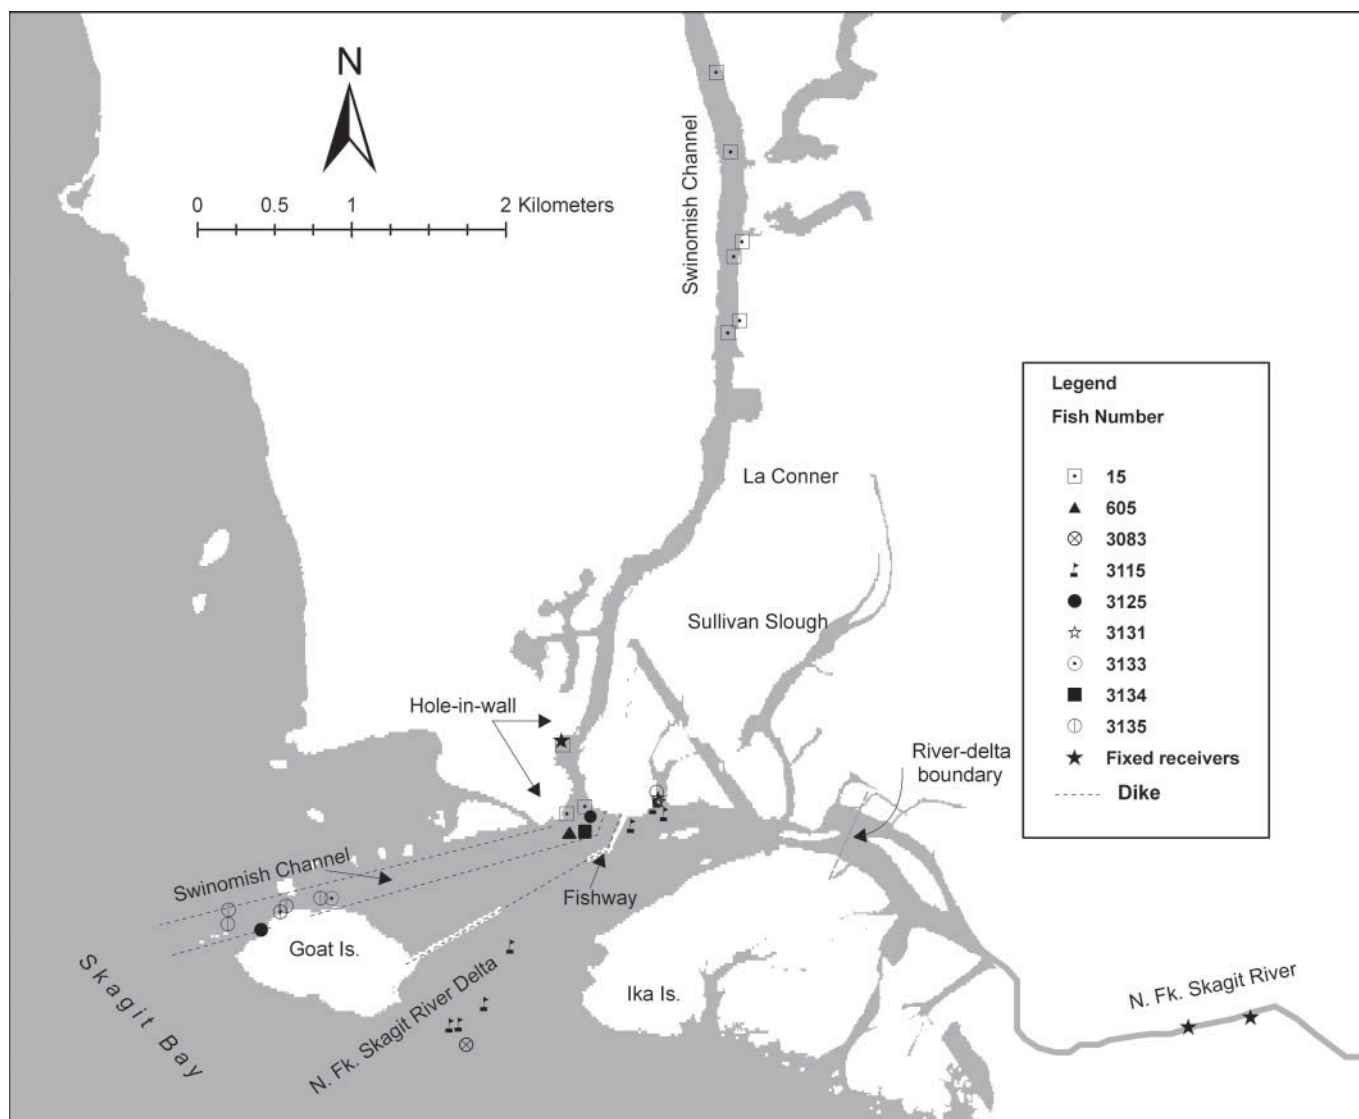 N
0 0.5 1 2 Kilometers
Swinomish Channel
Legend
Fish Number
15
605
3083
3115
3125
3131
3133
3134
3135
Fixed receivers
Dike
La Conner
Sullivan Slough
Hole-in-wall
River-delta
boundary
Swinomish Channel
Fishway
Goat Is.
Ika Is.
N. Fk. Skagit River
N. Fk. Skagit River Delta
Skagit Bay